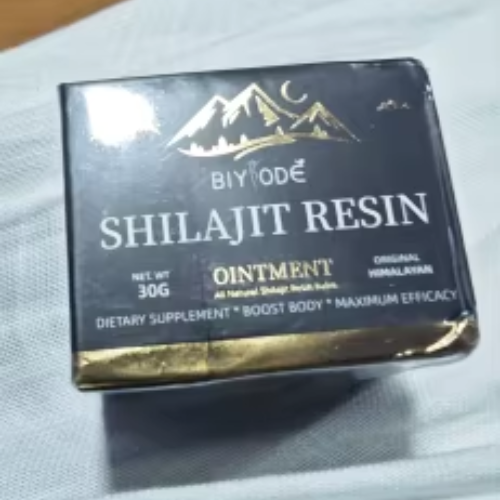 BIYODE
SHILAJIT RESIN
NET. WT
30G
OINTMENT
All Natural Shilajit Resin Balm
ORIGINAL
HIMALAYAN
DIETARY SUPPLEMENT * BOOST BODY * MAXIMUM EFFICACY